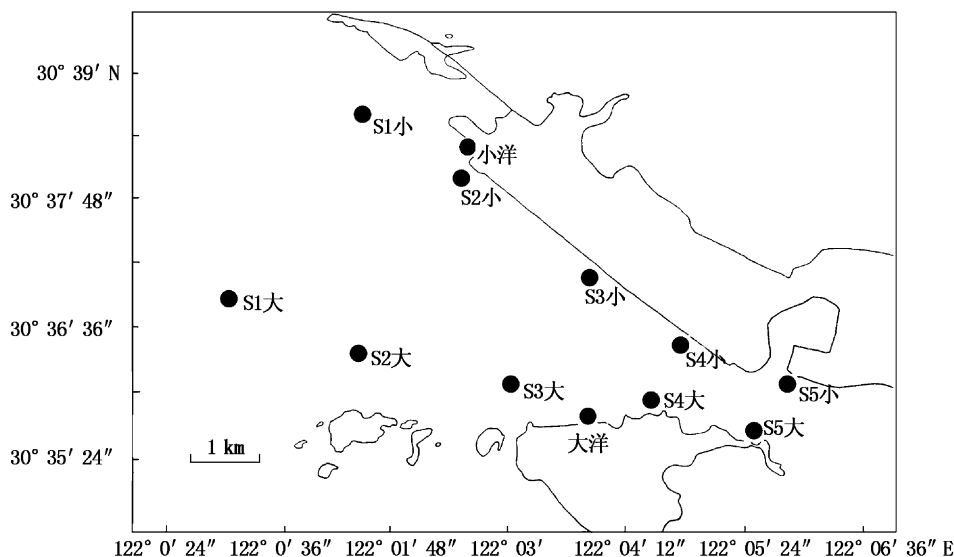 30° 39′ N
S1小
小洋
S2小
30° 37′ 48″
S3小
S1大
30° 36′ 36″
S4小
S2大
S3大
S4大
S5小
大洋
S5大
1 km
30° 35′ 24″
122° 0′ 24″ 122° 0′ 36″ 122° 01′ 48″ 122° 03′ 122° 04′ 12″ 122° 05′ 24″ 122° 06′ 36″ E